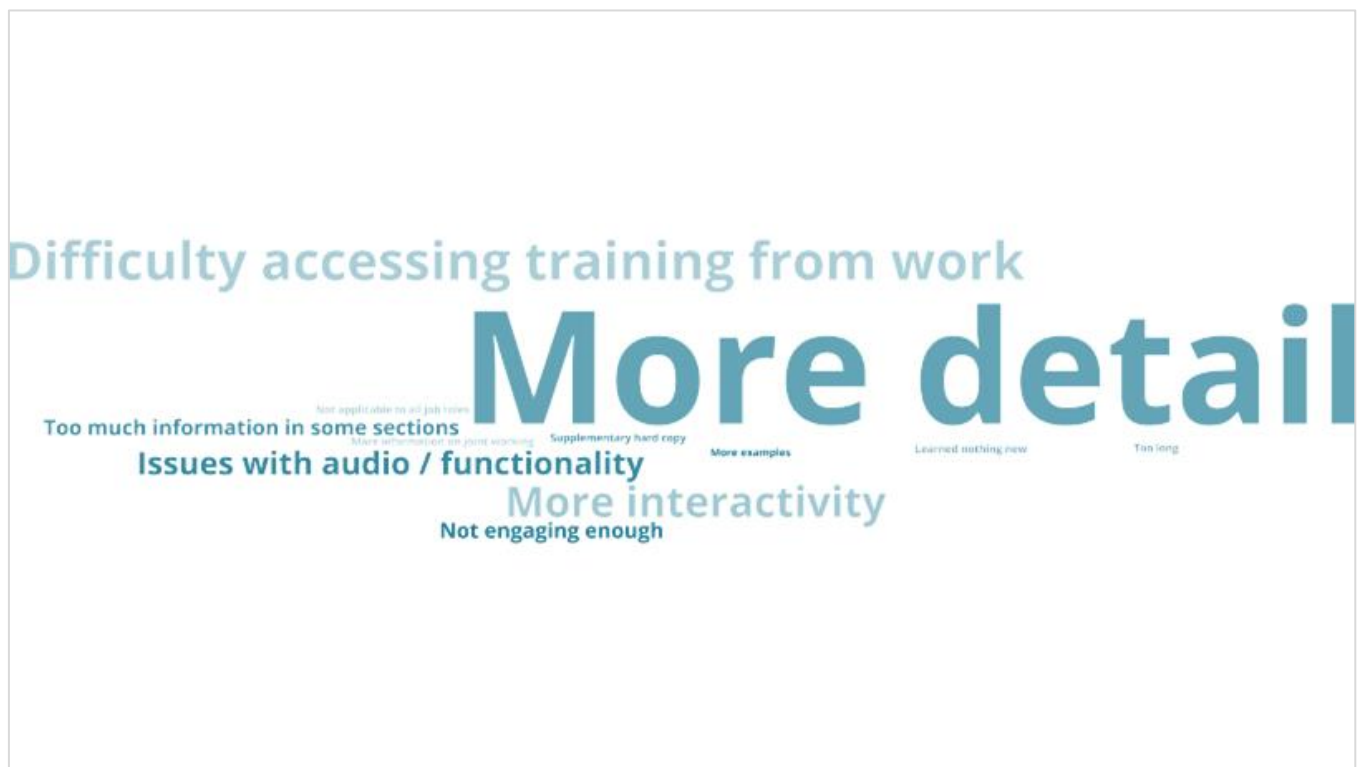 Difficulty accessing training from work
More detail
Not applicable to all job roles
Too much information in some sections
More information on joint working
Supplementary hard copy
More examples
Learned nothing new
Too long
Issues with audio / functionality
More interactivity
Not engaging enough